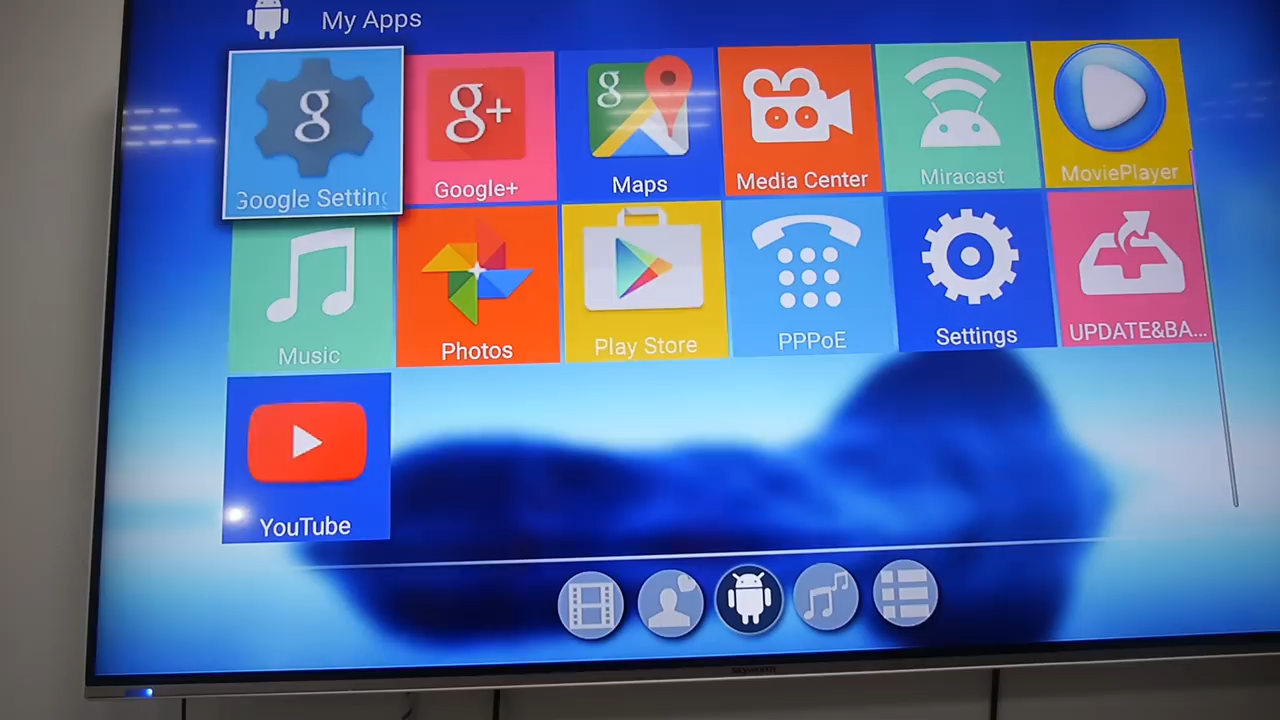 My Apps
Google Settin
Google+
Maps
Media Center
Miracast
MoviePlayer
Music
Photos
Play Store
PPPoE
Settings
UPDATE&BA...
YouTube